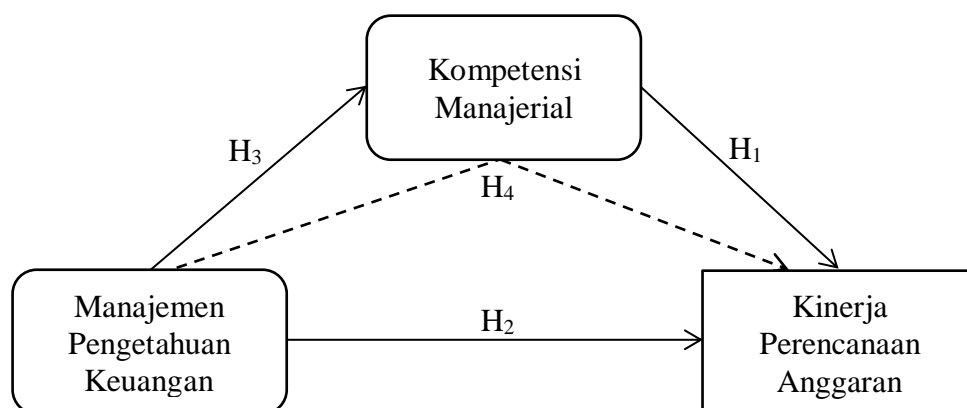 Kompetensi
Manajerial
H₃
H₁
H₄
Manajemen
Pengetahuan
Keuangan
H₂
Kinerja
Perencanaan
Anggaran